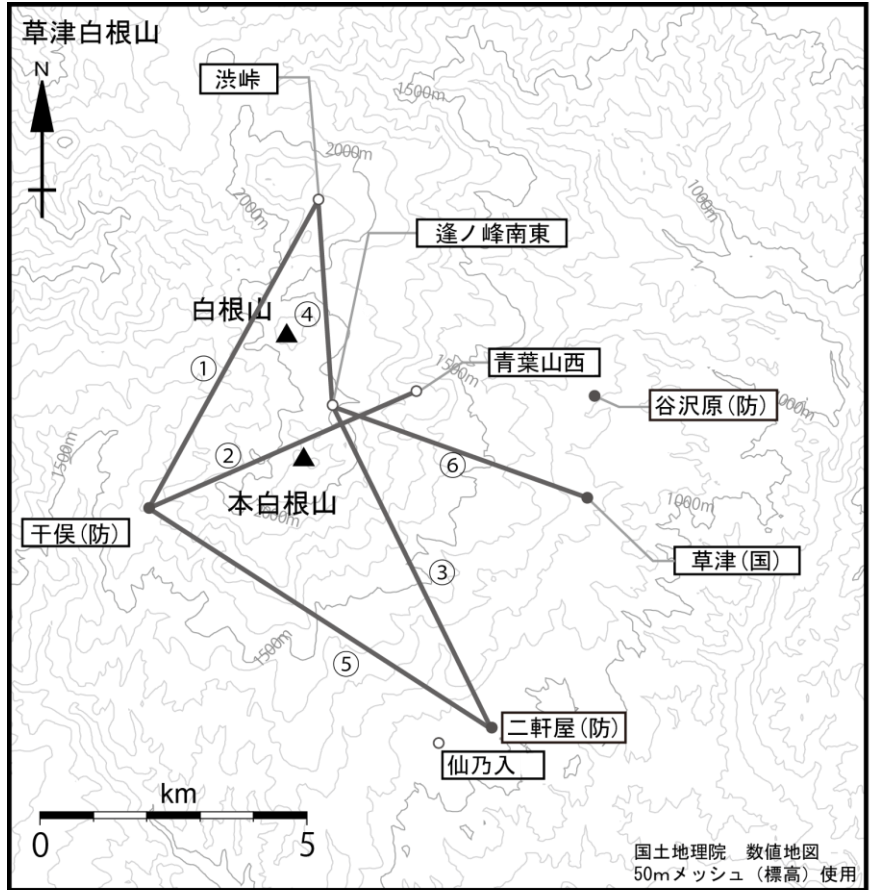 草津白根山
N
渋峠
1500m
2000m
2000m
1000m
逢ノ峰南東
白根山
④
①
1500m
青葉山西
谷沢原(防)
1000m
②
⑥
1500m
本白根山
2000m
1000m
干俣(防)
草津(国)
③
⑤
1500m
二軒屋(防)
仙乃入
km
0 5
国土地理院 数値地図
50mメッシュ(標高)使用